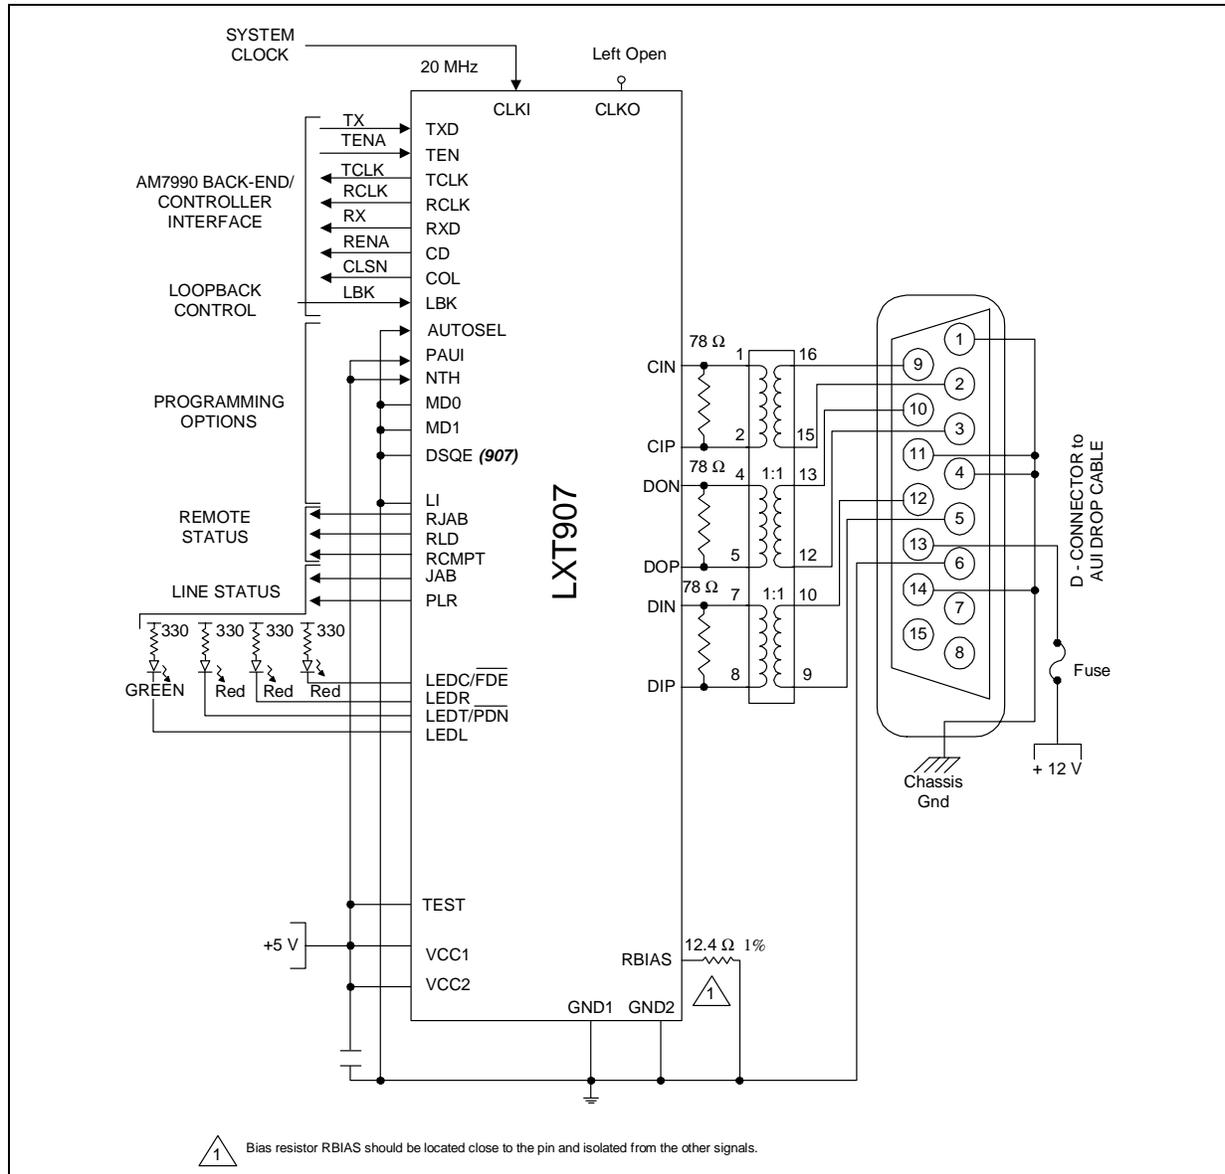 SYSTEM
CLOCK
20 MHz
Left Open
CLKI
CLKO
TX
TXD
TENA
TEN
TCLK
TCLK
RCLK
RCLK
RX
RXD
RENA
CD
CLSN
COL
LBK
LBK
AM7990 BACK-END/
CONTROLLER
INTERFACE
LOOPBACK
CONTROL
AUTOSEL
PAUI
NTH
MD0
MD1
DSQE (907)
LI
PROGRAMMING
OPTIONS
RJAB
RLD
RCMPT
REMOTE
STATUS
JAB
PLR
LINE STATUS
330
330
330
330
GREEN
Red
Red
Red
LEDC/FDE
LEDR
LEDT/PDN
LEDL
LXT907
CIN
78 Ω
1
16
CIP
2
15
DON
78 Ω
4
1:1
13
DOP
5
12
DIN
78 Ω
7
1:1
10
DIP
8
9
1
9
2
10
3
11
4
12
5
13
6
14
7
15
8
D - CONNECTOR to
AUI DROP CABLE
Fuse
+ 12 V
Chassis
Gnd
TEST
+5 V
VCC1
VCC2
RBIAS
12.4 Ω 1%
1
GND1
GND2
1 Bias resistor RBIAS should be located close to the pin and isolated from the other signals.